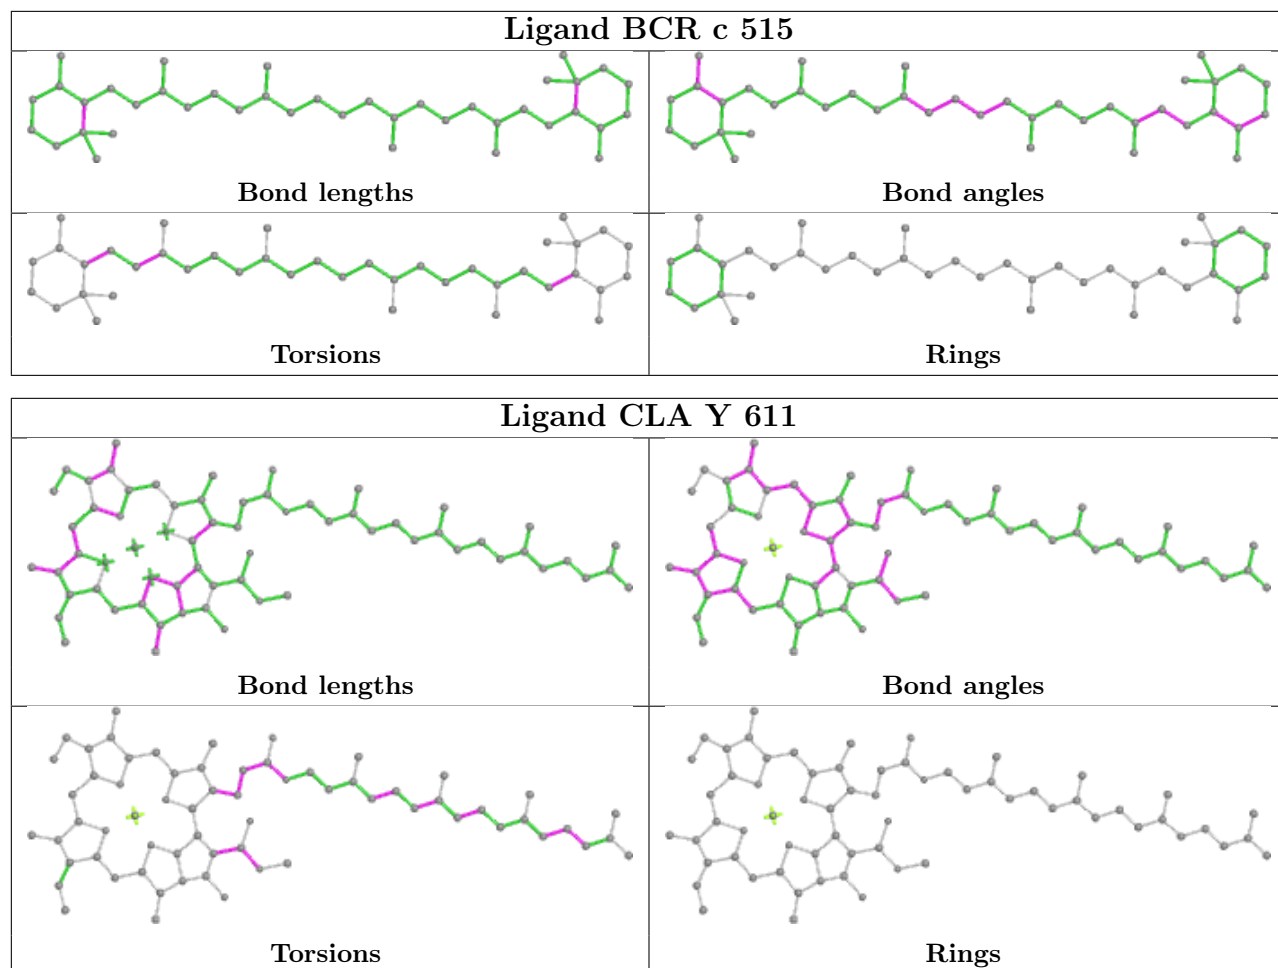 Ligand BCR c 515
Bond lengths
Bond angles
Torsions
Rings
Ligand CLA Y 611
Bond lengths
Bond angles
Torsions
Rings